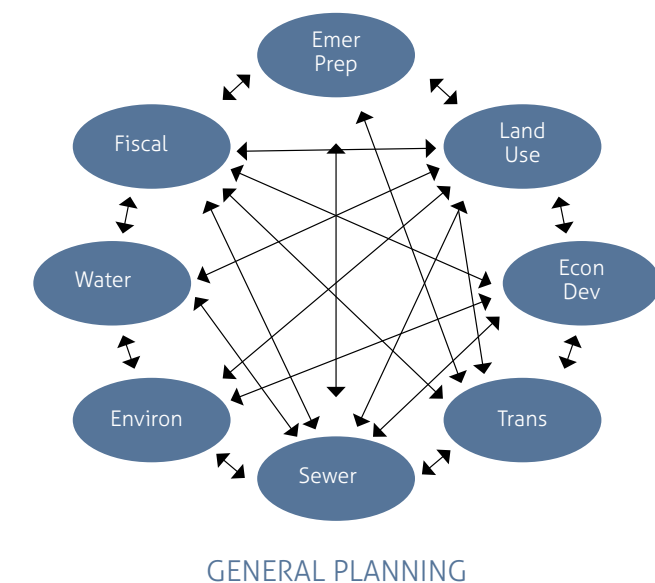 Emer
Prep
Fiscal
Land
Use
Water
Econ
Dev
Environ
Trans
Sewer
GENERAL PLANNING